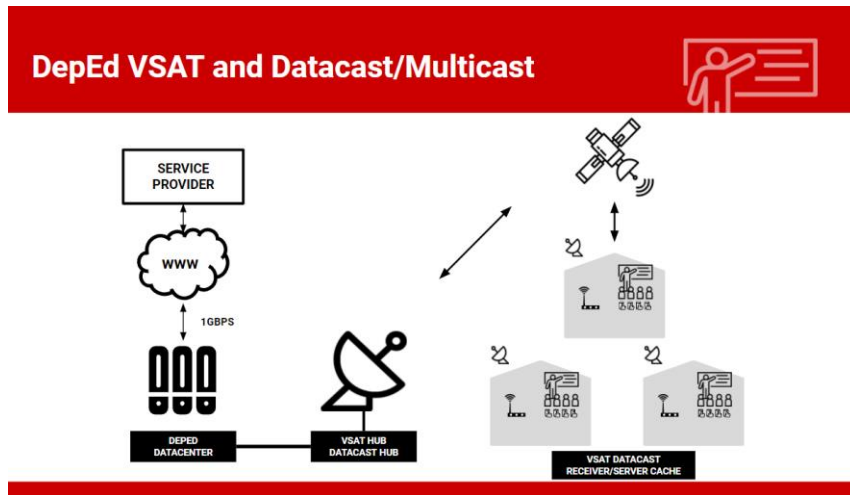 DepEd VSAT and Datacast/Multicast
SERVICE
PROVIDER
WWW
1GBPS
DEPED
DATACENTER
VSAT HUB
DATACAST HUB
VSAT DATACAST
RECEIVER/SERVER CACHE